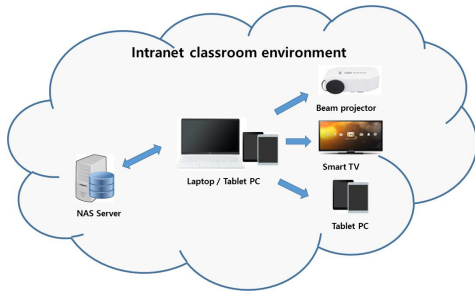 Intranet classroom environment
Beam projector
Laptop / Tablet PC
Smart TV
NAS Server
Tablet PC